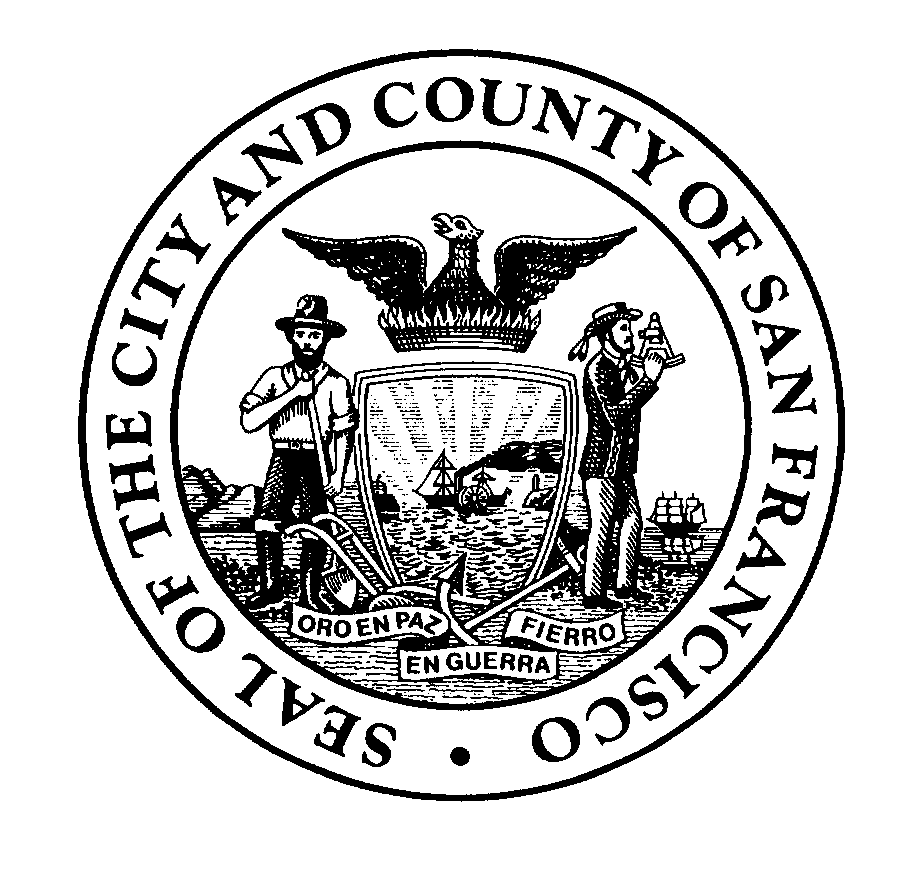 SEAL OF THE CITY AND COUNTY OF SAN FRANCISCO •
ORO EN PAZ
FIERRO
EN GUERRA